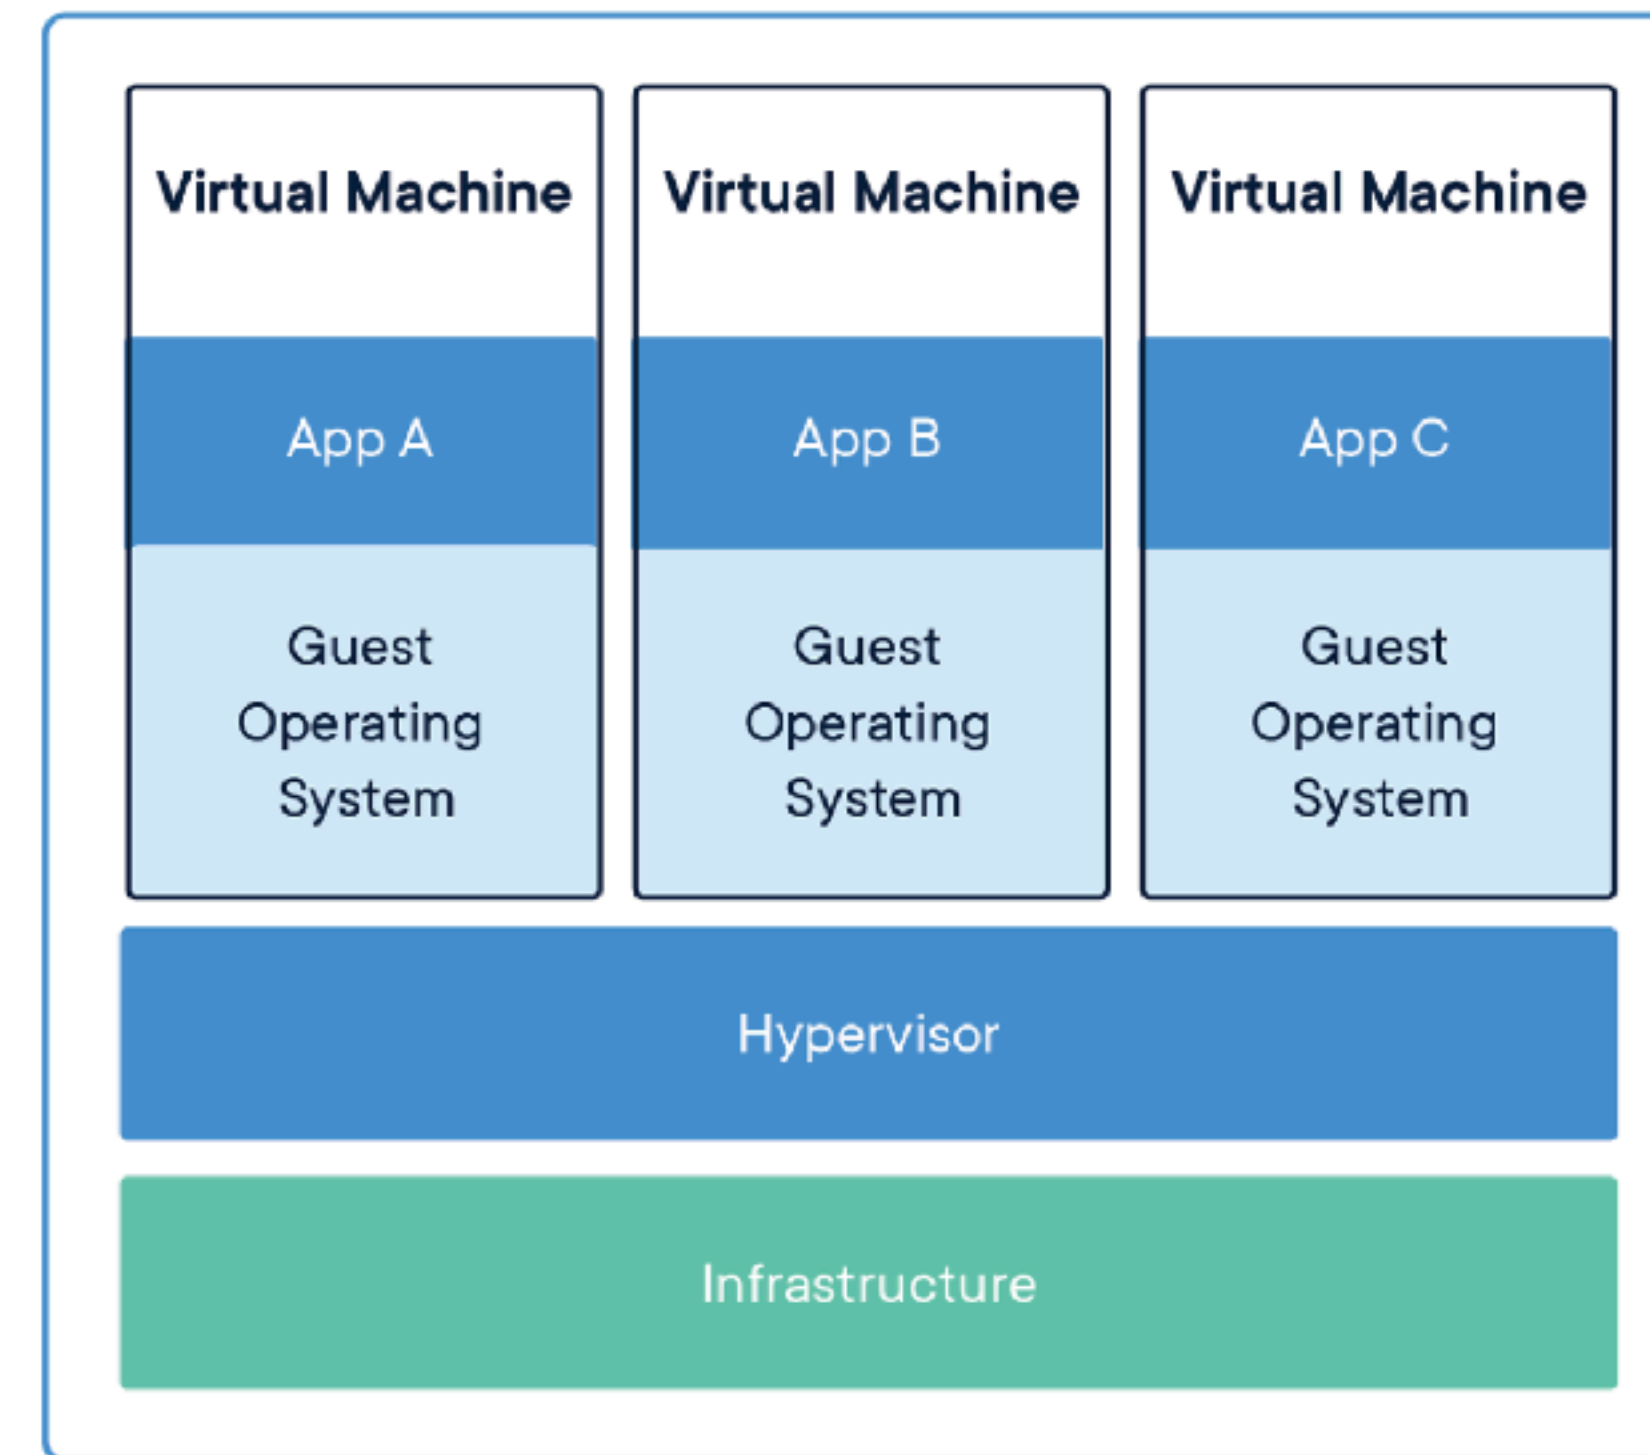 Virtual Machine
App A
Guest
Operating
System
Virtual Machine
App B
Guest
Operating
System
Virtual Machine
App C
Guest
Operating
System
Hypervisor
Infrastructure